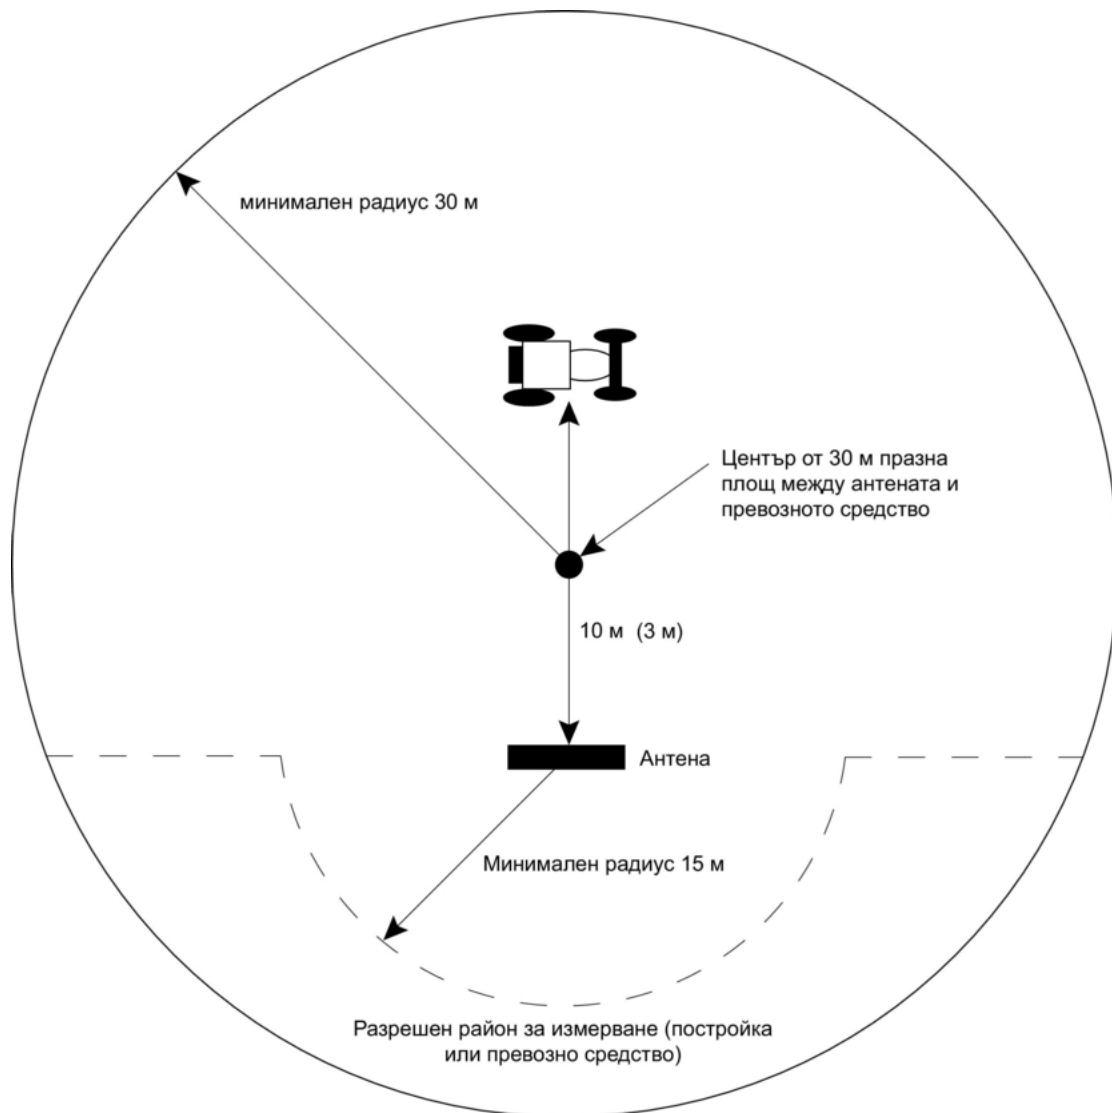 минимален радиус 30 м
Център от 30 м празна
площ между антената и
превозното средство
10 м (3 м)
Антена
Минимален радиус 15 м
Разрешен район за измерване (постройка
или превозно средство)